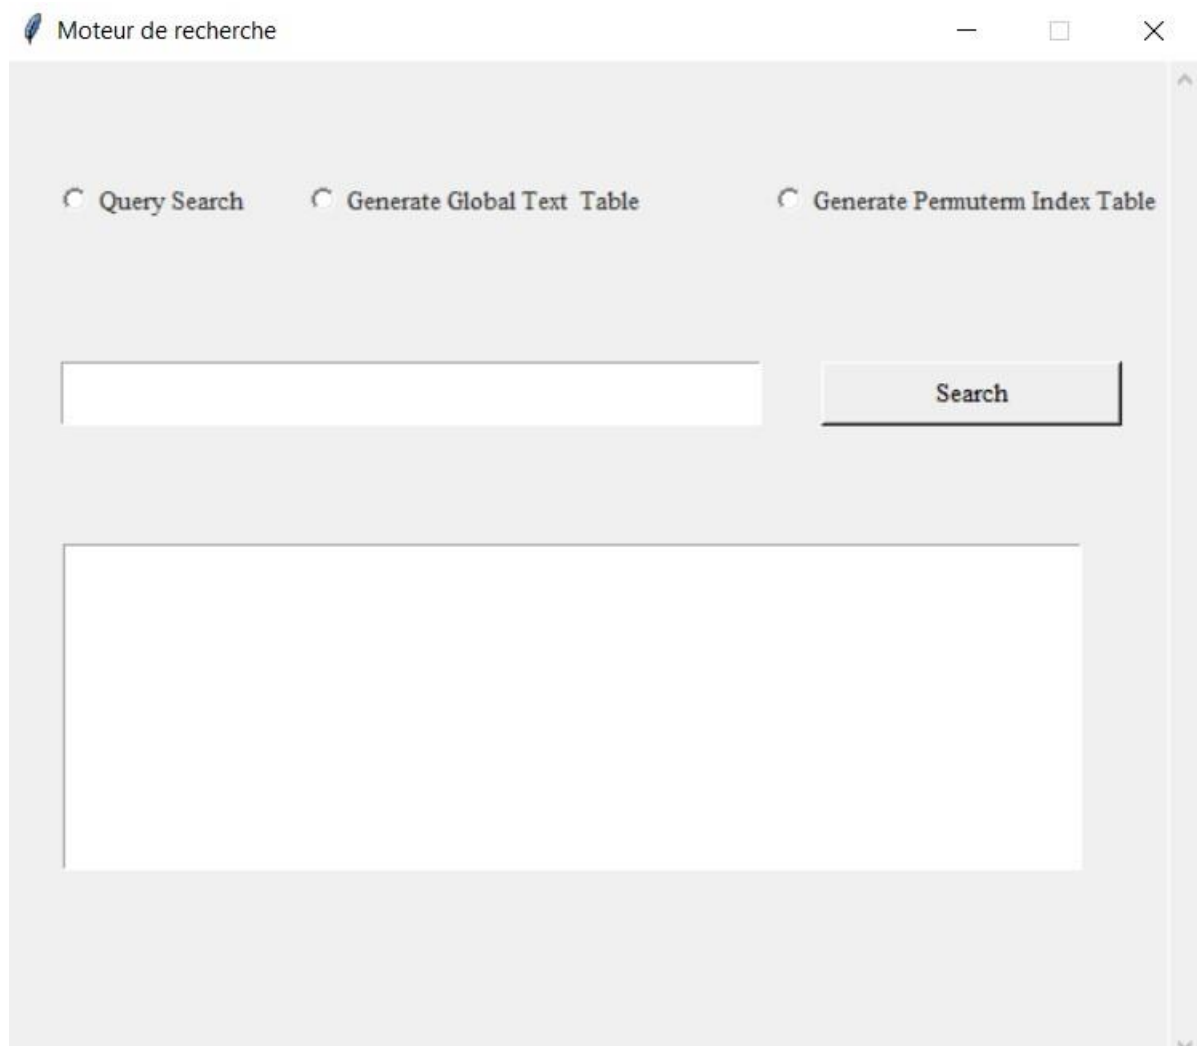 Moteur de recherche
Query Search Generate Global Text Table Generate Permuterm Index Table
Search